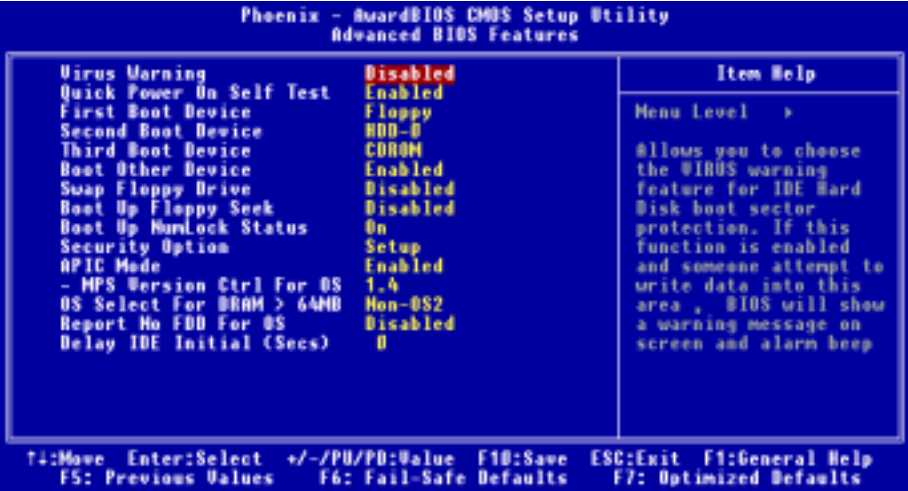 Phoenix - AwardBIOS CMOS Setup Utility
Advanced BIOS Features
Virus Warning Disabled
Quick Power On Self Test Enabled
First Boot Device Floppy
Second Boot Device HDD-0
Third Boot Device CDROM
Boot Other Device Enabled
Swap Floppy Drive Disabled
Boot Up Floppy Seek Disabled
Boot Up NumLock Status On
Security Option Setup
APIC Mode Enabled
- MPS Version Ctrl For OS 1.4
OS Select For DRAM > 64MB Non-OS2
Report No FDD For OS Disabled
Delay IDE Initial (Secs) 0
Item Help
Menu Level ▸
Allows you to choose
the VIRUS warning
feature for IDE Hard
Disk boot sector
protection. If this
function is enabled
and someone attempt to
write data into this
area , BIOS will show
a warning message on
screen and alarm beep
↑↓:Move Enter:Select +/-/PU/PD:Value F10:Save ESC:Exit F1:General Help
F5: Previous Values F6: Fail-Safe Defaults F7: Optimized Defaults